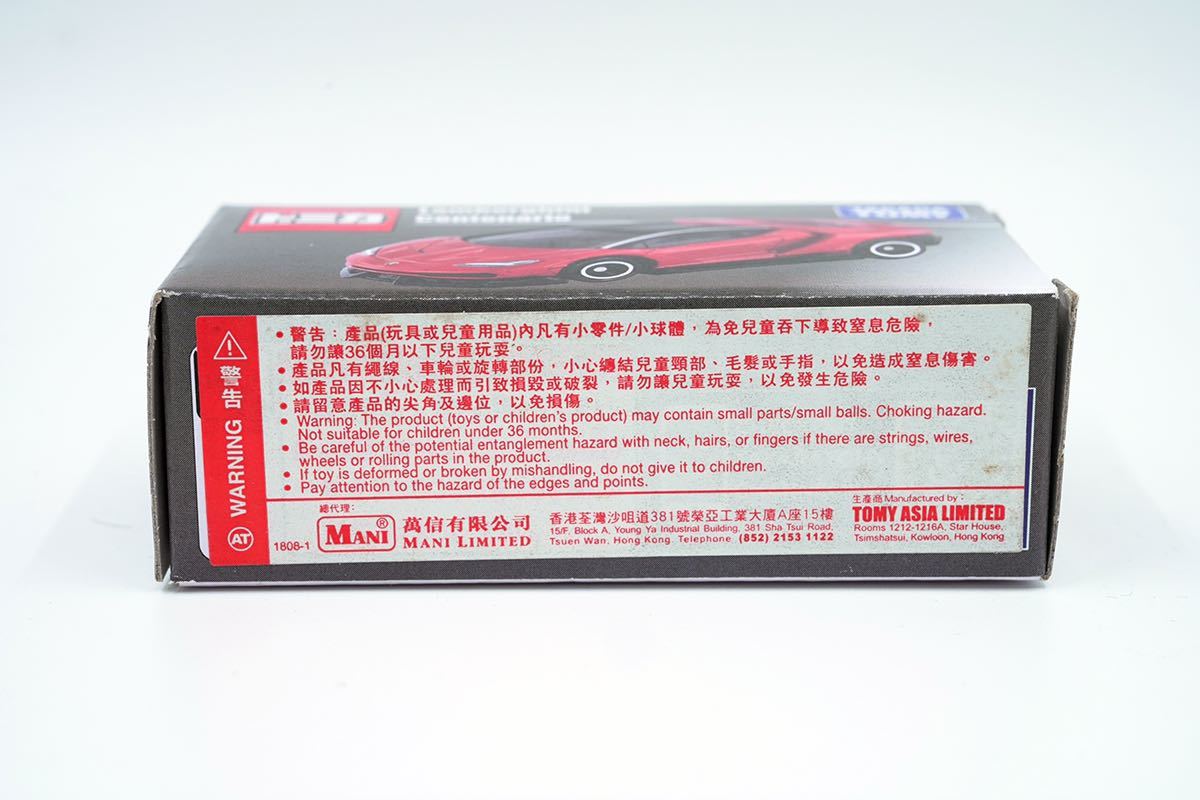 トミカ
Lamborghini
Centenario
TOMY
警告
WARNING
AT
• 警告：產品(玩具或兒童用品)內凡有小零件/小球體，為免兒童吞下導致窒息危險，
請勿讓36個月以下兒童玩耍。
• 產品凡有繩線、車輪或旋轉部份，小心纏結兒童頸部、毛髮或手指，以免造成窒息傷害。
• 如產品因不小心處理而引致損毀或破裂，請勿讓兒童玩耍，以免發生危險。
• 請留意產品的尖角及邊位，以免損傷。
• Warning: The product (toys or children's product) may contain small parts/small balls. Choking hazard.
Not suitable for children under 36 months.
• Be careful of the potential entanglement hazard with neck, hairs, or fingers if there are strings, wires,
wheels or rolling parts in the product.
• If toy is deformed or broken by mishandling, do not give it to children.
• Pay attention to the hazard of the edges and points.
1808-1
總代理：
MANI®
萬信有限公司
MANI LIMITED
香港荃灣沙咀道381號榮亞工業大廈A座15樓
15/F, Block A, Young Ya Industrial Building, 381 Sha Tsui Road,
Tsuen Wan, Hong Kong. Telephone: (852) 2153 1122
生產商 Manufactured by :
TOMY ASIA LIMITED
Rooms 1212-1216A, Star House,
Tsimshatsui, Kowloon, Hong Kong